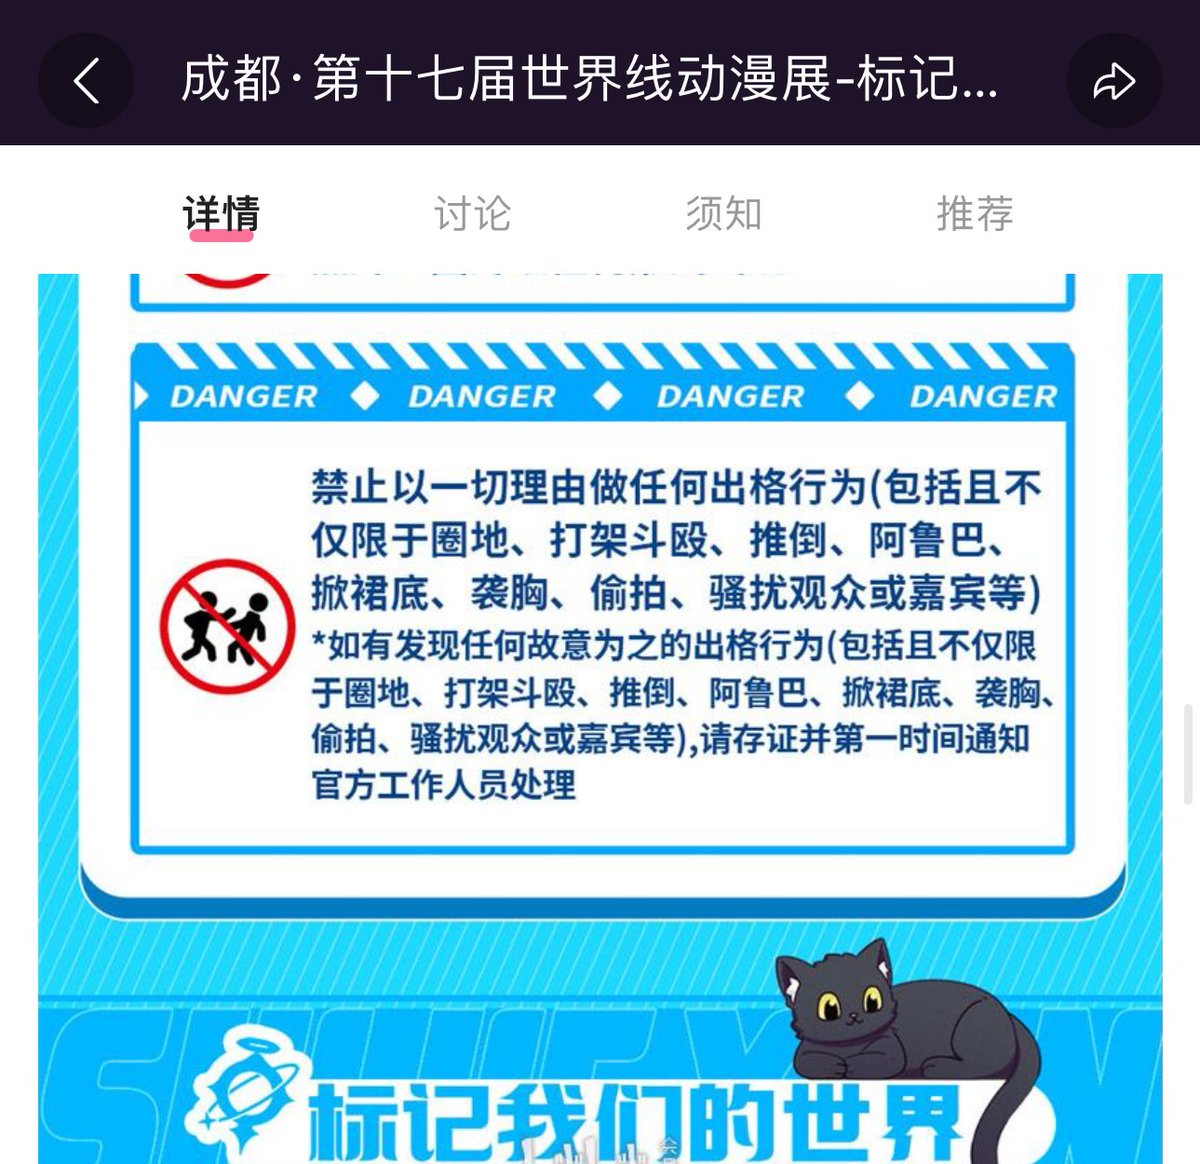 成都·第十七届世界线动漫展-标记...
详情 讨论 须知 推荐
DANGER ◆ DANGER ◆ DANGER ◆ DANGER
禁止以一切理由做任何出格行为(包括且不
仅限于圈地、打架斗殴、推倒、阿鲁巴、
掀裙底、袭胸、偷拍、骚扰观众或嘉宾等)
*如有发现任何故意为之的出格行为(包括且不仅限
于圈地、打架斗殴、推倒、阿鲁巴、掀裙底、袭胸、
偷拍、骚扰观众或嘉宾等),请存证并第一时间通知
官方工作人员处理
标记我们的世界